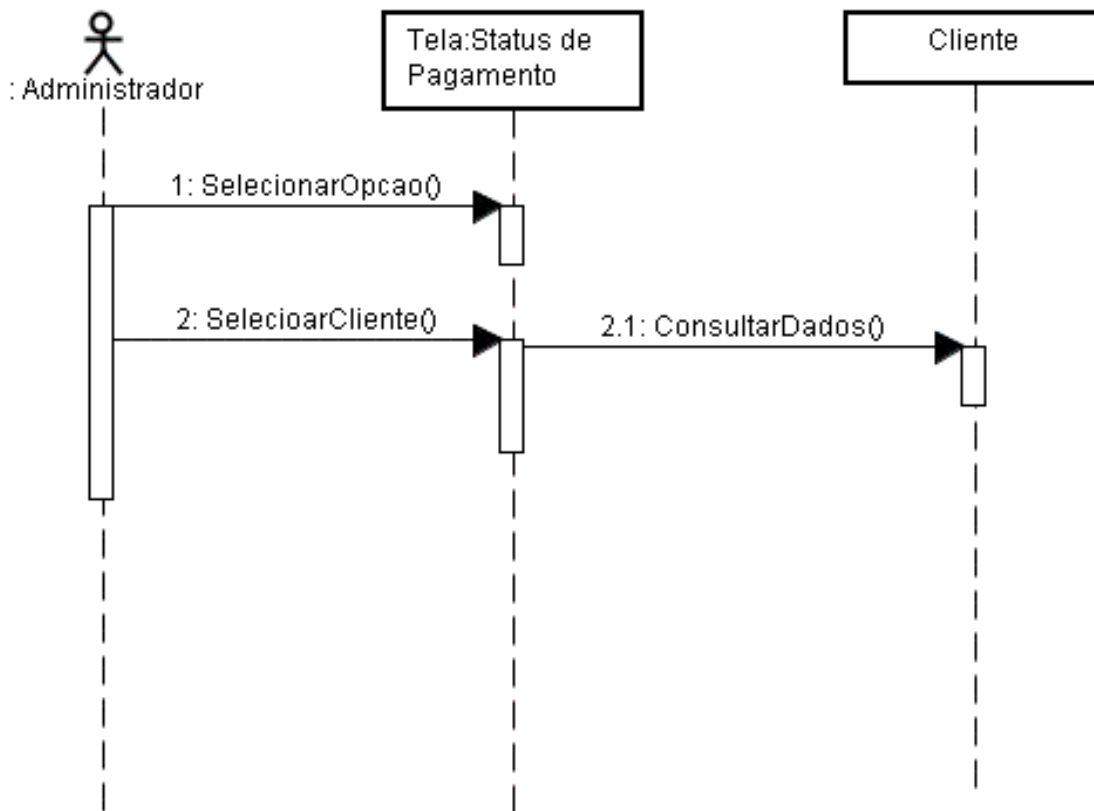 Tela:Status de
Pagamento
Cliente
: Administrador
1: SelecionarOpcao()
2: SelecioarCliente()
2.1: ConsultarDados()